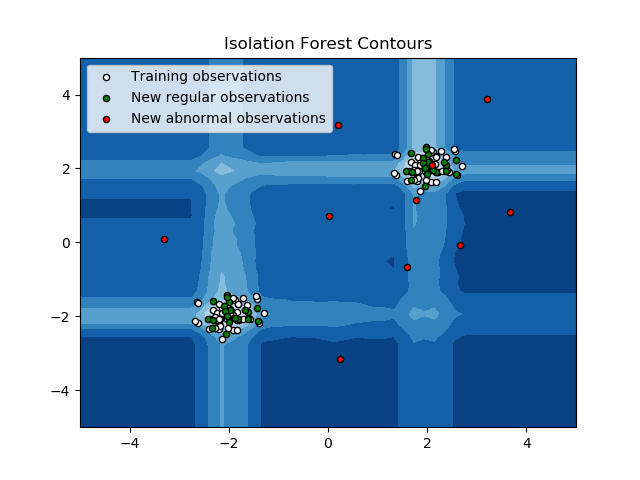 Isolation Forest Contours
Training observations
New regular observations
New abnormal observations
4
2
0
−2
−4
−4
−2
0
2
4